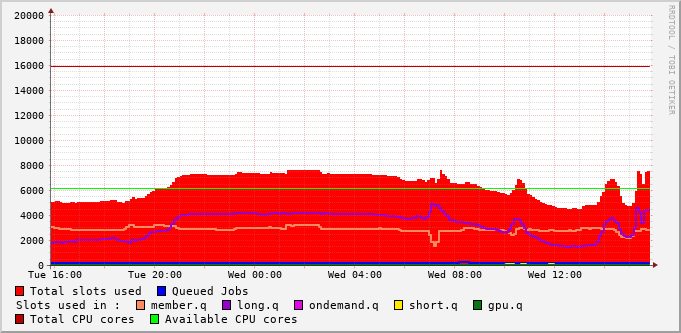 20000
18000
16000
14000
12000
10000
8000
6000
4000
2000
0
Tue 16:00 Tue 20:00 Wed 00:00 Wed 04:00 Wed 08:00 Wed 12:00
Total slots used Queued Jobs
Slots used in : member.q long.q ondemand.q short.q gpu.q
Total CPU cores Available CPU cores
RRDTOOL / TOBI OETIKER